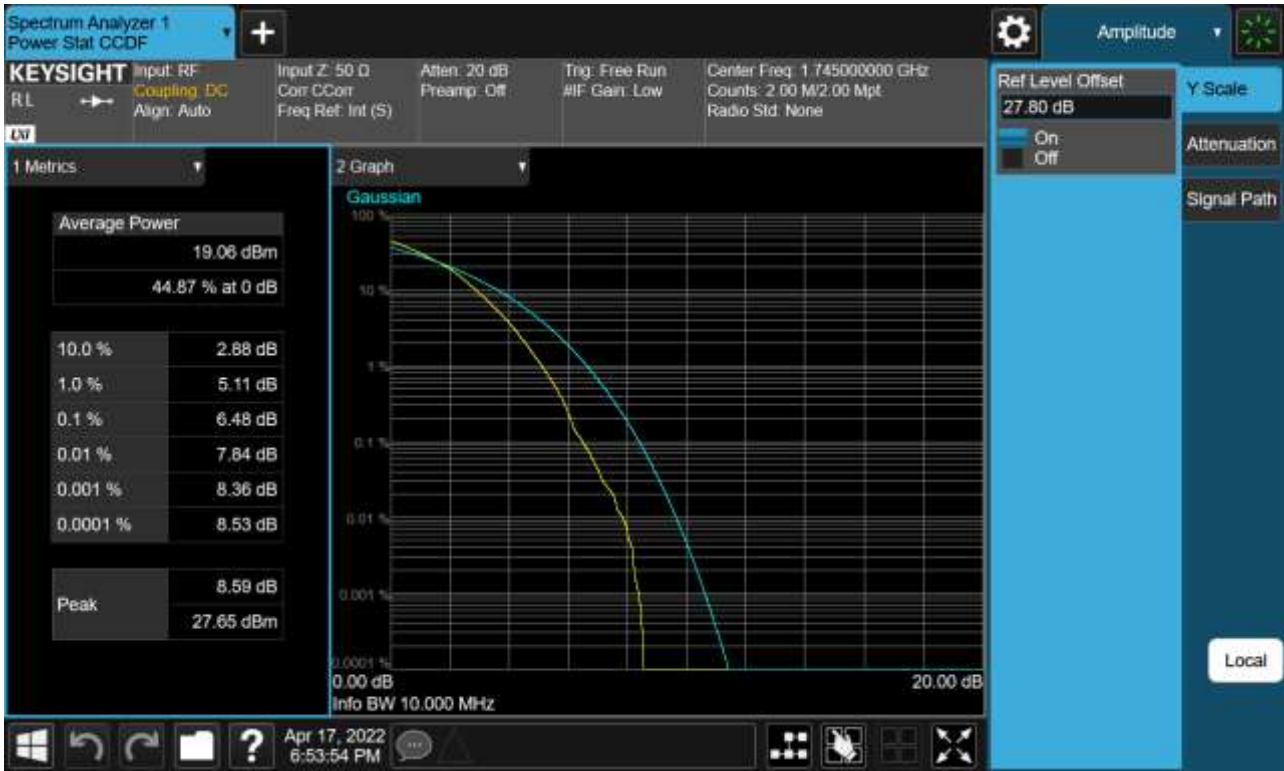 Spectrum Analyzer 1
Power Stat CCDF
+
Amplitude
KEYSIGHT
RL
LXI
Input: RF
Coupling: DC
Align: Auto
Input Z: 50 Ω
Corr CCorr
Freq Ref: Int (S)
Atten: 20 dB
Preamp: Off
Trig: Free Run
#IF Gain: Low
Center Freq: 1.745000000 GHz
Counts: 2.00 M/2.00 Mpt
Radio Std: None
Ref Level Offset
27.80 dB
On
Off
Y Scale
Attenuation
Signal Path
1 Metrics
Average Power
19.06 dBm
44.87 % at 0 dB
10.0 % 2.88 dB
1.0 % 5.11 dB
0.1 % 6.48 dB
0.01 % 7.84 dB
0.001 % 8.36 dB
0.0001 % 8.53 dB
Peak
8.59 dB
27.65 dBm
2 Graph
Gaussian
100 %
10 %
1 %
0.1 %
0.01 %
0.001 %
0.0001 %
0.00 dB 20.00 dB
Info BW 10.000 MHz
Local
?
Apr 17, 2022
6:53:54 PM